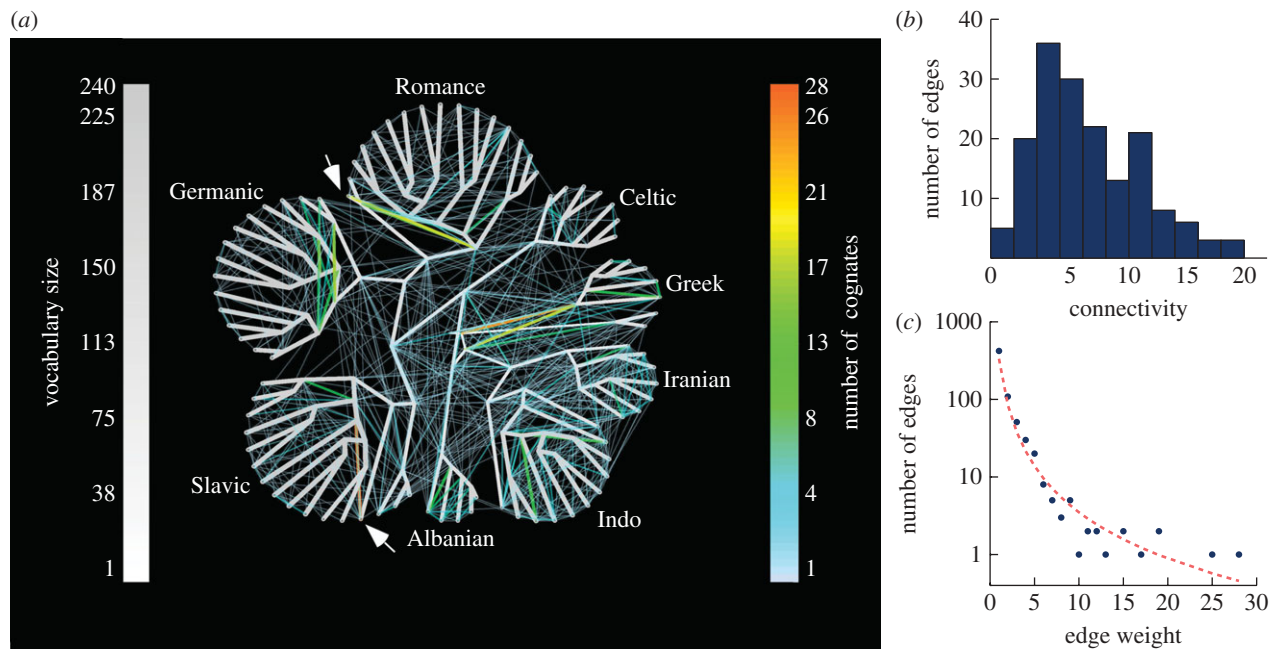 (a)
240
225
187
150
113
75
38
1
vocabulary size
Romance
Germanic
Celtic
Greek
Iranian
Slavic
Albanian
Indo
28
26
21
17
13
8
4
1
number of cognates
(b)
40
30
20
10
0 5 10 15 20
number of edges
connectivity
(c)
1000
100
10
1
0 5 10 15 20 25 30
number of edges
edge weight